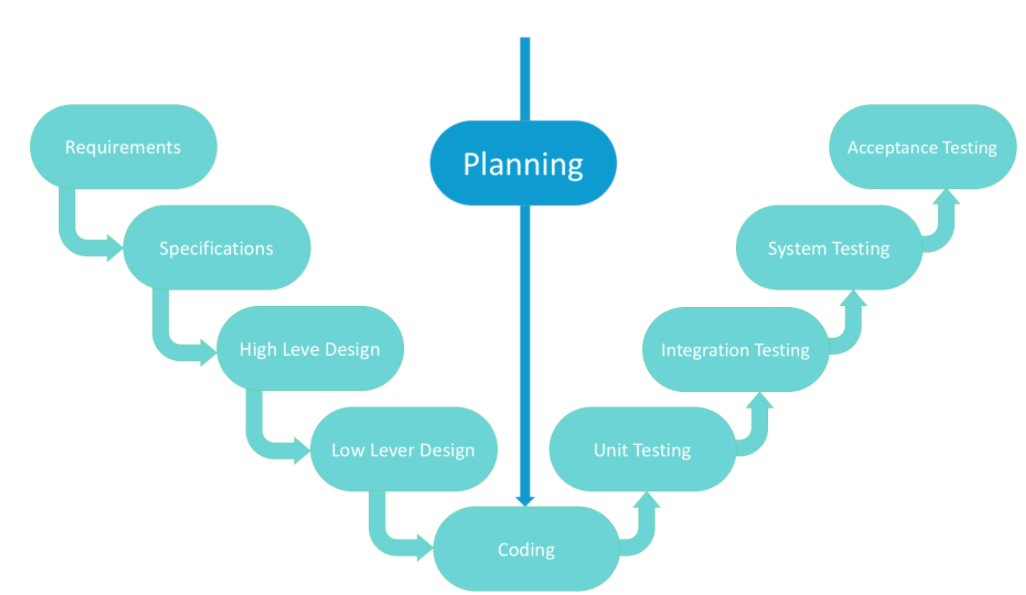 Planning
Requirements
Acceptance Testing
Specifications
System Testing
High Leve Design
Integration Testing
Low Lever Design
Unit Testing
Coding